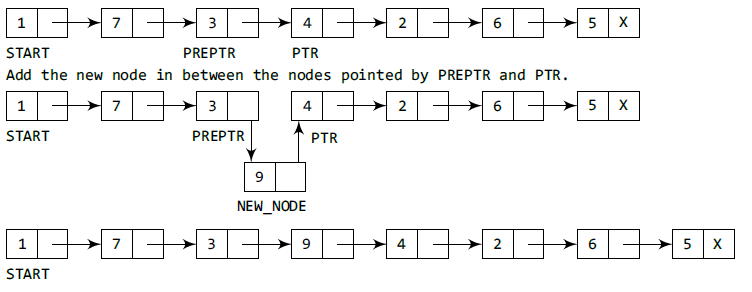 1 7 3 4 2 6 5 X
START PREPTR PTR
Add the new node in between the nodes pointed by PREPTR and PTR.
1 7 3 4 2 6 5 X
START PREPTR PTR
9
NEW_NODE
1 7 3 9 4 2 6 5 X
START